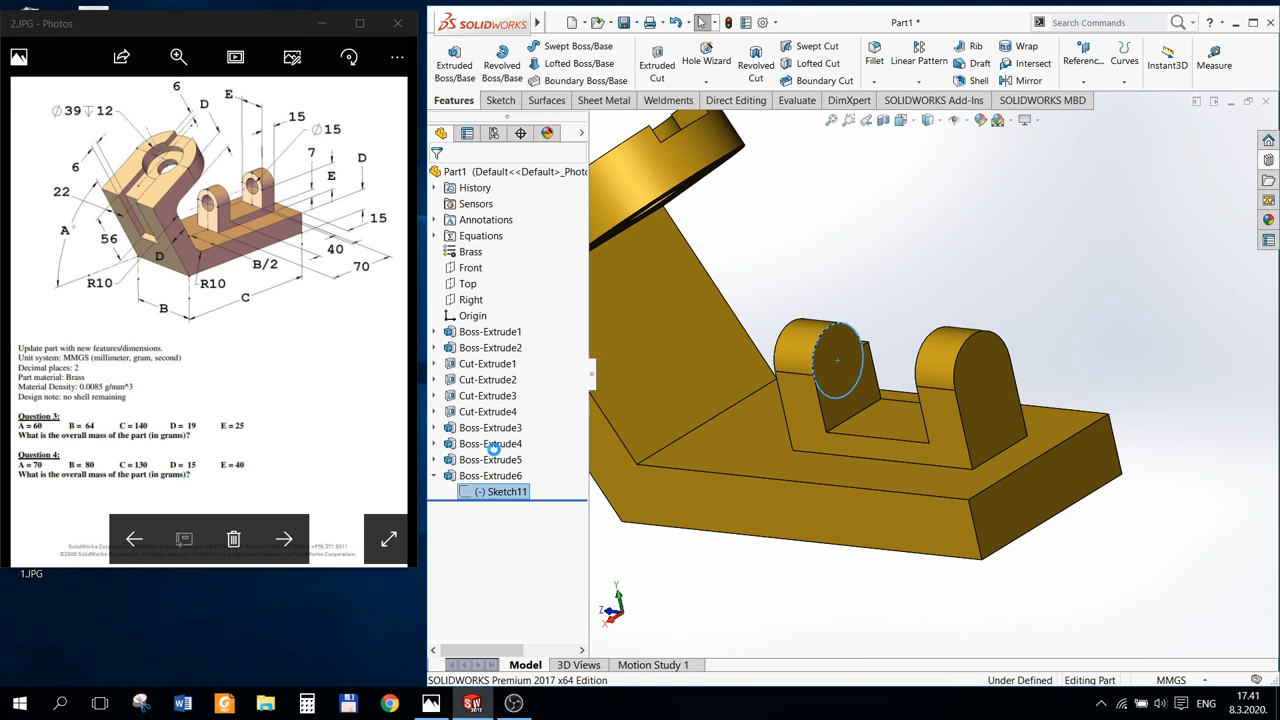 2.JPG - Photos
Ø39↧12
6
D
E
15
Ø15
7
D
E
15
6
22
A°
56
D
R10
R10
B
C
B/2
40
70
Update part with new features/dimensions.
Unit system: MMGS (millimeter, gram, second)
Decimal places: 2
Part material: Brass
Material Density: 0.0085 g/mm^3
Design note: no shell remaining
Question 3:
A = 60 B = 64 C = 140 D = 19 E = 25
What is the overall mass of the part (in grams)?
Question 4:
A = 70 B = 80 C = 130 D = 15 E = 40
What is the overall mass of the part (in grams)?
1.JPG
SOLIDWORKS
Part1 *
Search Commands
Extruded Boss/Base
Revolved Boss/Base
Swept Boss/Base
Lofted Boss/Base
Boundary Boss/Base
Extruded Cut
Hole Wizard
Revolved Cut
Swept Cut
Lofted Cut
Boundary Cut
Fillet
Linear Pattern
Rib
Draft
Shell
Wrap
Intersect
Mirror
Referenc...
Curves
Instant3D
Measure
Features Sketch Surfaces Sheet Metal Weldments Direct Editing Evaluate DimXpert SOLIDWORKS Add-Ins SOLIDWORKS MBD
Part1 (Default<<Default>_Photo
History
Sensors
Annotations
Equations
Brass
Front
Top
Right
Origin
Boss-Extrude1
Boss-Extrude2
Cut-Extrude1
Cut-Extrude2
Cut-Extrude3
Cut-Extrude4
Boss-Extrude3
Boss-Extrude4
Boss-Extrude5
Boss-Extrude6
(-) Sketch11
Y
Z
X
Model 3D Views Motion Study 1
SOLIDWORKS Premium 2017 x64 Edition
Under Defined Editing Part MMGS
17.41
8.3.2020.